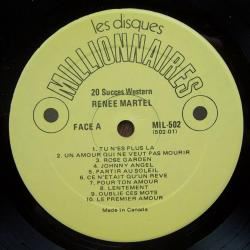 les disques
MILLIONNAIRES
20 Succes Western
RENÉE MARTEL
FACE A
MIL-502
(502-01)
1. TU N'ES PLUS LA
2. UN AMOUR QUI NE VEUT PAS MOURIR
3. ROSE GARDEN
4. JOHNNY ANGEL
5. PARTIR AU SOLEIL
6. CE N'ETAIT QU'UN REVE
7. POUR TON AMOUR
8. LENTEMENT
9. OUBLIE CES MOTS
10. LE PREMIER AMOUR
Made in Canada